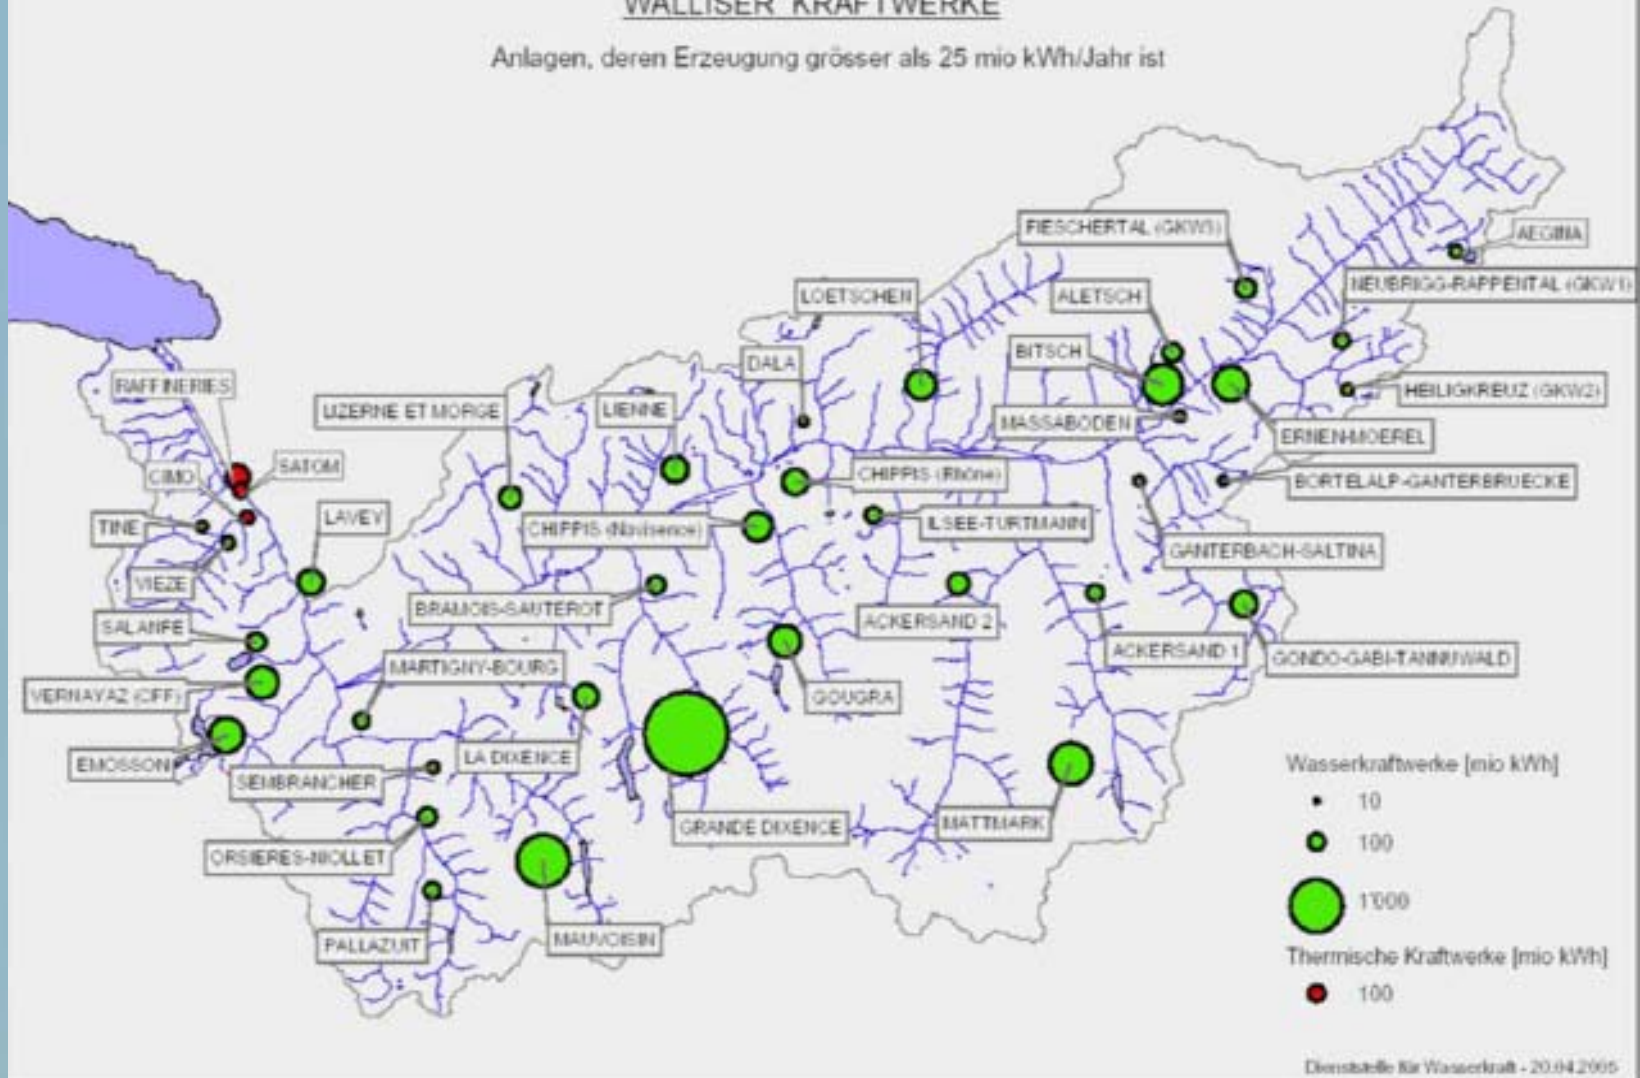 WALLISER KRAFTWERKE
Anlagen, deren Erzeugung grösser als 25 mio kWh/Jahr ist
FIESCHERTAL (GKW3)
AEGINA
NEUBRIGG-RAPPENTAL (GKW1)
LOETSCHEN
ALETSCH
BITSCH
DALA
RAFFINERIES
HEILIGKREUZ (GKW2)
LIZERNE ET MORGE
LIENNE
MASSABODEN
ERNEN-MOEREL
CIMO
SATOM
CHIPPIS (Rhône)
BORTELALP-GANTERBRUECKE
TINE
LAVEY
CHIPPIS (Navisence)
ILSEE-TURTMANN
GANTERBACH-SALTINA
VIEZE
BRAMOIS-SAUTEROT
SALANFE
ACKERSAND 2
ACKERSAND 1
GONDO-GABI-TANNUWALD
MARTIGNY-BOURG
VERNAYAZ (CFF)
GOUGRA
EMOSSON
SEMBRANCHER
LA DIXENCE
Wasserkraftwerke [mio kWh]
10
GRANDE DIXENCE
MATTMARK
100
ORSIERES-NIOLLET
1'000
PALLAZUIT
MAUVOISIN
Thermische Kraftwerke [mio kWh]
100
Dienststelle für Wasserkraft - 20.04.2005